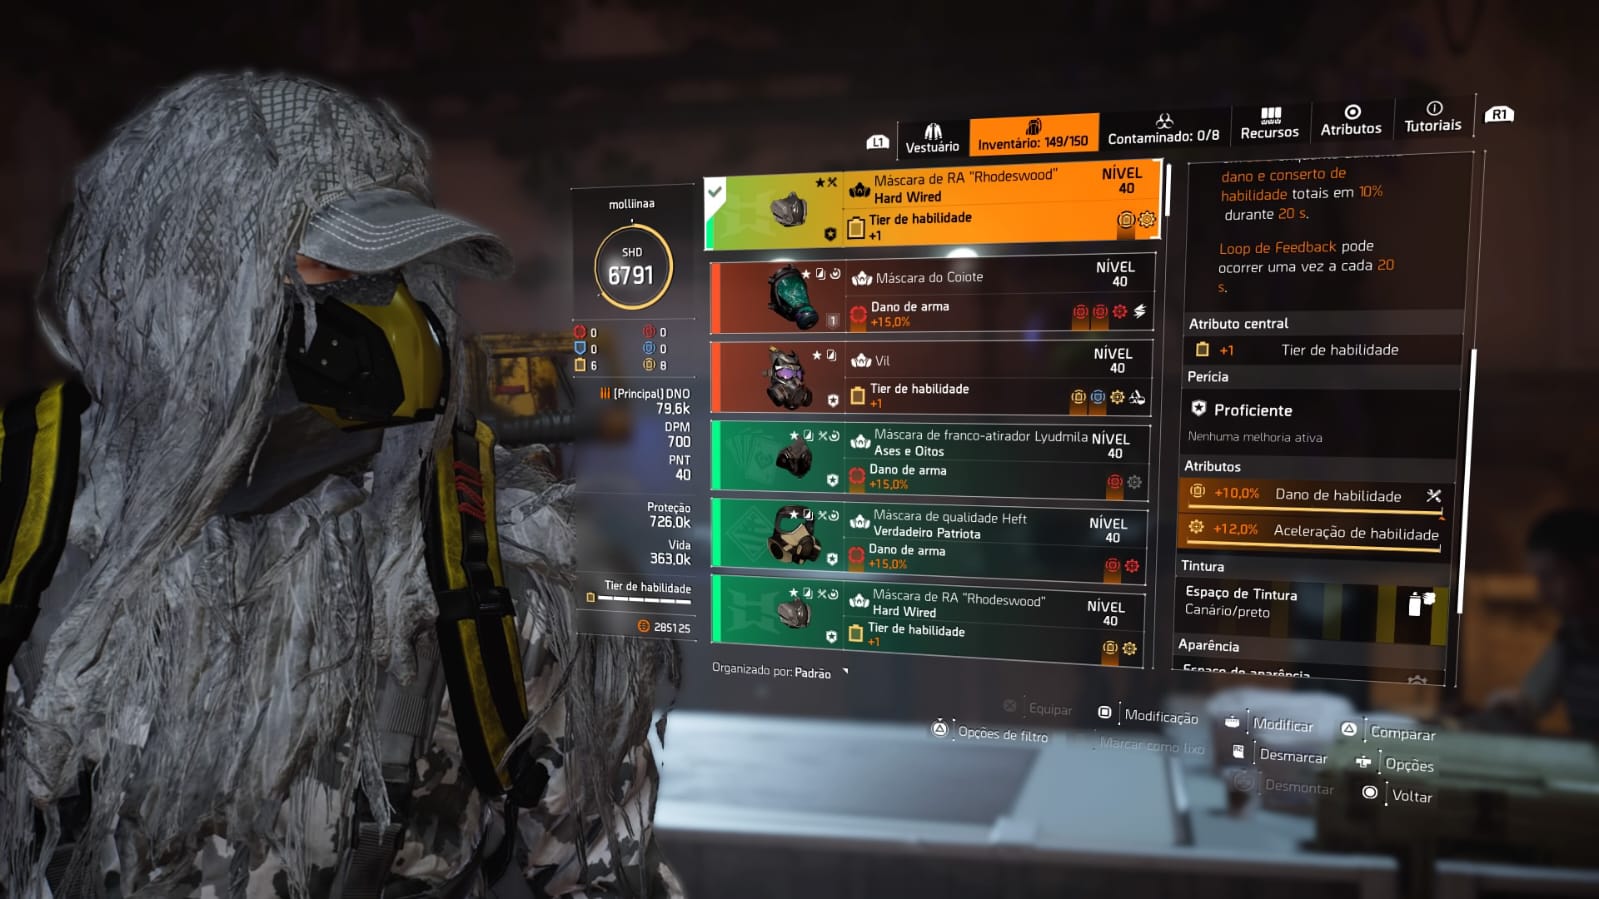 L1
Vestuário
Inventário: 149/150
Contaminado: 0/8
Recursos
Atributos
Tutoriais
R1
molliinaa
SHD
6791
0
0
0
0
6
8
[Principal] DNO
79,6k
DPM
700
PNT
40
Proteção
726,0k
Vida
363,0k
Tier de habilidade
285125
Máscara de RA "Rhodeswood"
Hard Wired
NÍVEL
40
Tier de habilidade
+1
Máscara do Coiote
NÍVEL
40
Dano de arma
+15,0%
1
Vil
NÍVEL
40
Tier de habilidade
+1
Máscara de franco-atirador Lyudmila
Ases e Oitos
NÍVEL
40
Dano de arma
+15,0%
Máscara de qualidade Heft
Verdadeiro Patriota
NÍVEL
40
Dano de arma
+15,0%
Máscara de RA "Rhodeswood"
Hard Wired
NÍVEL
40
Tier de habilidade
+1
Organizado por: Padrão
dano e conserto de
habilidade totais em 10%
durante 20 s.
Loop de Feedback pode
ocorrer uma vez a cada 20
s.
Atributo central
+1 Tier de habilidade
Perícia
Proficiente
Nenhuma melhoria ativa
Atributos
+10,0% Dano de habilidade
+12,0% Aceleração de habilidade
Tintura
Espaço de Tintura
Canário/preto
Aparência
Espaço de aparência
Equipar
Modificação
Modificar
Comparar
Opções de filtro
Marcar como lixo
R2
Desmarcar
Opções
Desmontar
Voltar